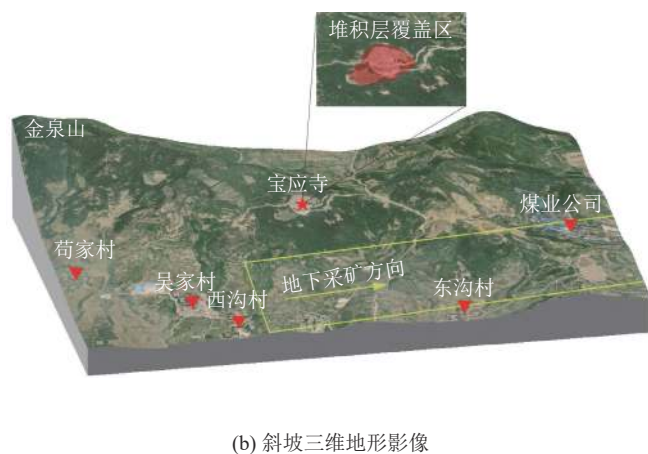 堆积层覆盖区
金泉山
宝应寺
煤业公司
苟家村
地下采矿方向
吴家村
西沟村
东沟村
(b) 斜坡三维地形影像